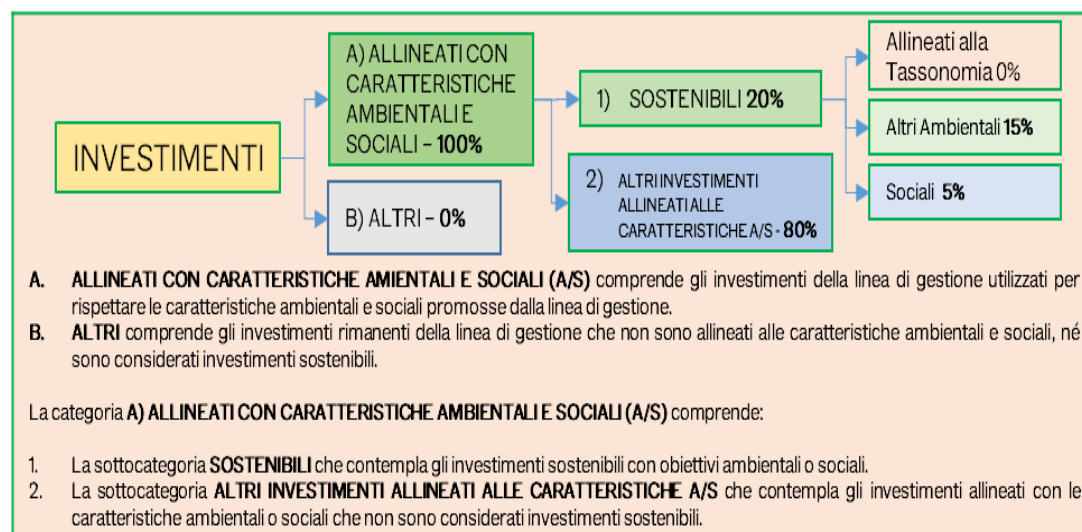 INVESTIMENTI
A) ALLINEATI CON
CARATTERISTICHE
AMBIENTALI E
SOCIALI – 100%
B) ALTRI – 0%
1) SOSTENIBILI 20%
2) ALTRI INVESTIMENTI
ALLINEATI ALLE
CARATTERISTICHE A/S - 80%
Allineati alla
Tassonomia 0%
Altri Ambientali 15%
Sociali 5%
A. ALLINEATI CON CARATTERISTICHE AMIENTALI E SOCIALI (A/S) comprende gli investimenti della linea di gestione utilizzati per
rispettare le caratteristiche ambientali e sociali promosse dalla linea di gestione.
B. ALTRI comprende gli investimenti rimanenti della linea di gestione che non sono allineati alle caratteristiche ambientali e sociali, né
sono considerati investimenti sostenibili.
La categoria A) ALLINEATI CON CARATTERISTICHE AMBIENTALI E SOCIALI (A/S) comprende:
1. La sottocategoria SOSTENIBILI che contempla gli investimenti sostenibili con obiettivi ambientali o sociali.
2. La sottocategoria ALTRI INVESTIMENTI ALLINEATI ALLE CARATTERISTICHE A/S che contempla gli investimenti allineati con le
caratteristiche ambientali o sociali che non sono considerati investimenti sostenibili.